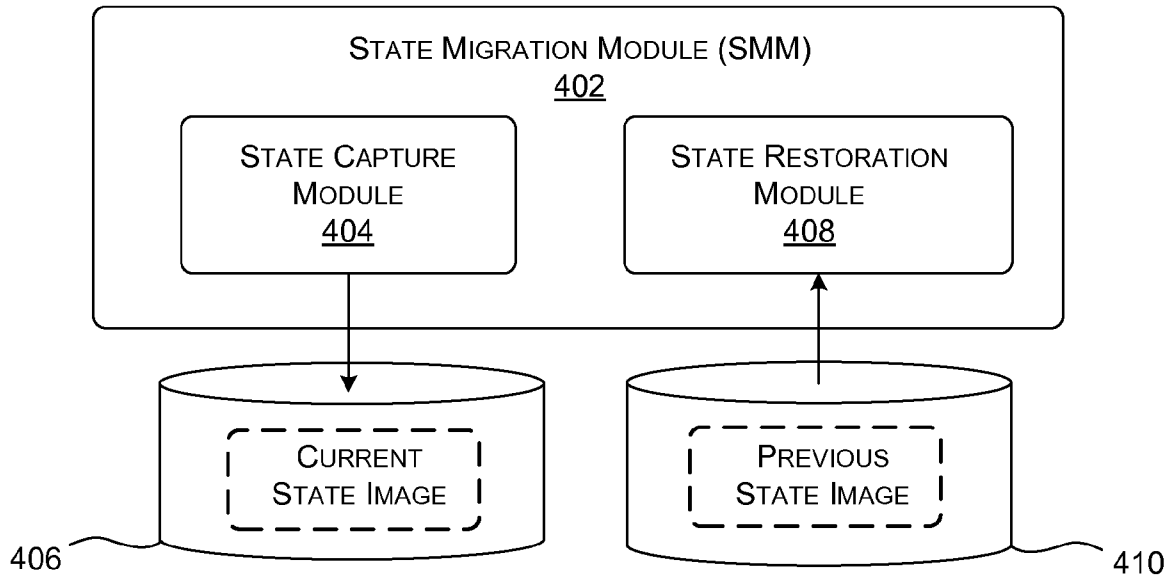 STATE MIGRATION MODULE (SMM)
402
STATE CAPTURE
MODULE
404
STATE RESTORATION
MODULE
408
CURRENT
STATE IMAGE
PREVIOUS
STATE IMAGE
406
410